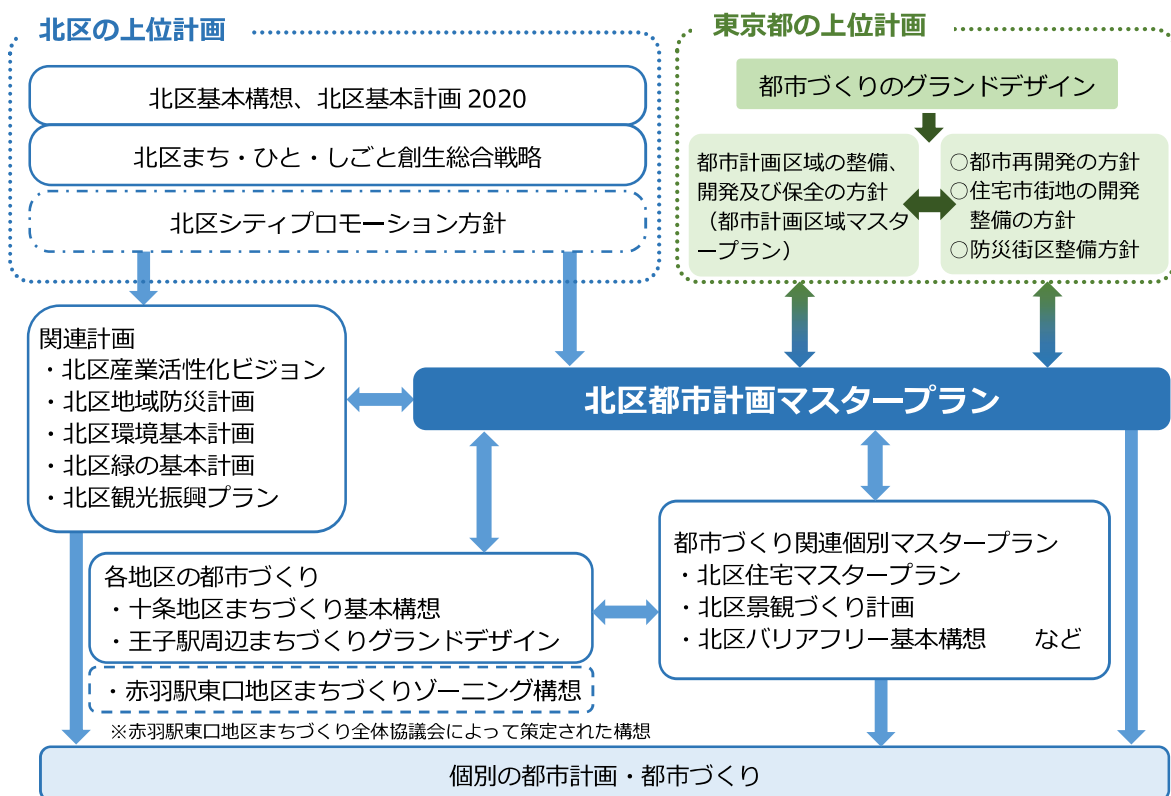 北区の上位計画
北区基本構想、北区基本計画 2020
北区まち・ひと・しごと創生総合戦略
北区シティプロモーション方針
東京都の上位計画
都市づくりのグランドデザイン
都市計画区域の整備、
開発及び保全の方針
（都市計画区域マスタ
ープラン）
○都市再開発の方針
○住宅市街地の開発
整備の方針
○防災街区整備方針
関連計画
・北区産業活性化ビジョン
・北区地域防災計画
・北区環境基本計画
・北区緑の基本計画
・北区観光振興プラン
北区都市計画マスタープラン
各地区の都市づくり
・十条地区まちづくり基本構想
・王子駅周辺まちづくりグランドデザイン
・赤羽駅東口地区まちづくりゾーニング構想
※赤羽駅東口地区まちづくり全体協議会によって策定された構想
都市づくり関連個別マスタープラン
・北区住宅マスタープラン
・北区景観づくり計画
・北区バリアフリー基本構想　　など
個別の都市計画・都市づくり